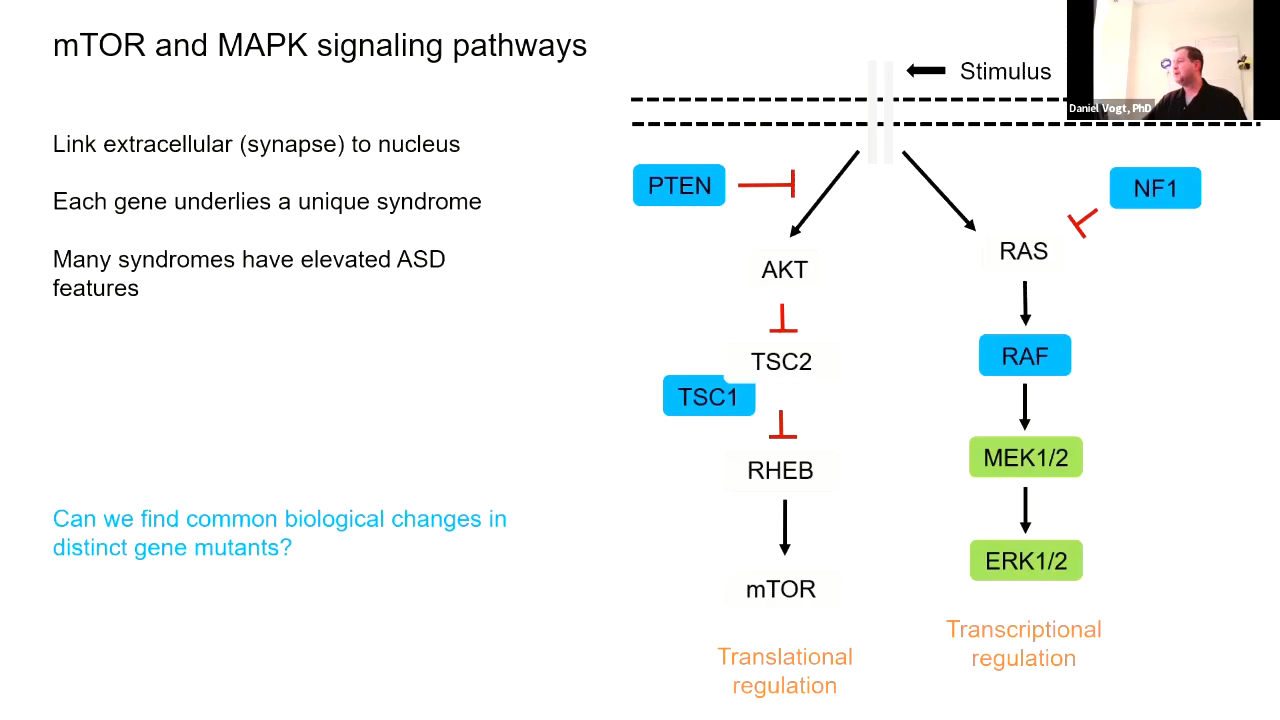 mTOR and MAPK signaling pathways
Stimulus
Daniel Vogt, PhD
Link extracellular (synapse) to nucleus
Each gene underlies a unique syndrome
Many syndromes have elevated ASD
features
Can we find common biological changes in
distinct gene mutants?
PTEN
AKT
TSC2
TSC1
RHEB
mTOR
Translational
regulation
NF1
RAS
RAF
MEK1/2
ERK1/2
Transcriptional
regulation